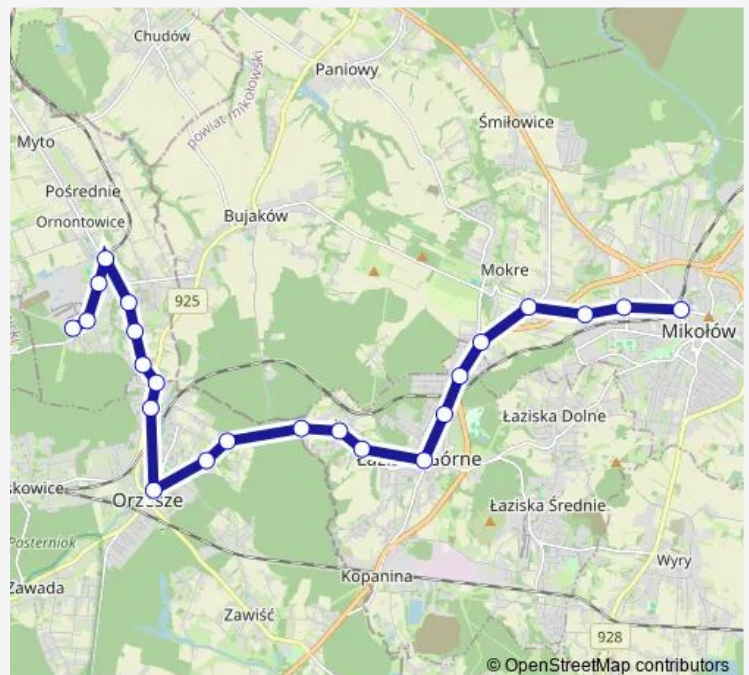 Chudów
Paniowy
powiat mikołowski
Śmiłowice
Myto
Pośrednie
Bujaków
Ornontowice
Mokre
925
Mikołów
Łaziska Dolne
Górne
skowice
Łaziska Średnie
Posterniok
Kopanina
Wyry
Zawada
Zawiść
928
© OpenStreetMap contributors